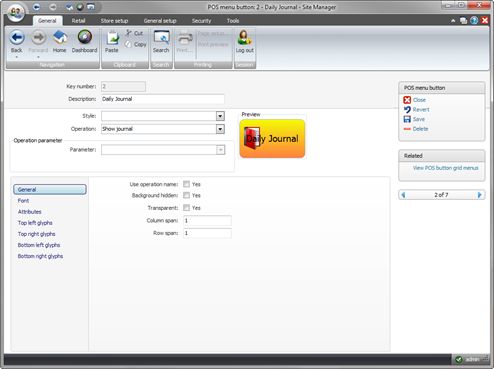 POS menu button: 2 - Daily Journal - Site Manager
General Retail Store setup General setup Security Tools
Back Forward Home Dashboard
Navigation
Paste Cut
Copy
Clipboard
Search
Search
Print... Page setup...
Print preview
Printing
Log out
Session
Key number: 2
Description: Daily Journal
Style:
Operation: Show journal
Operation parameter
Parameter:
Preview
Daily Journal
General
Font
Attributes
Top left glyphs
Top right glyphs
Bottom left glyphs
Bottom right glyphs
Use operation name: Yes
Background hidden: Yes
Transparent: Yes
Column span: 1
Row span: 1
POS menu button
Close
Revert
Save
Delete
Related
View POS button grid menus
2 of 7
admin